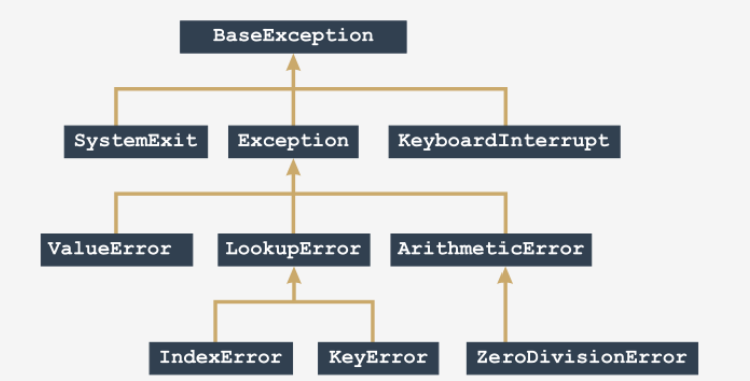 BaseException
SystemExit
Exception
KeyboardInterrupt
ValueError
LookupError
ArithmeticError
IndexError
KeyError
ZeroDivisionError